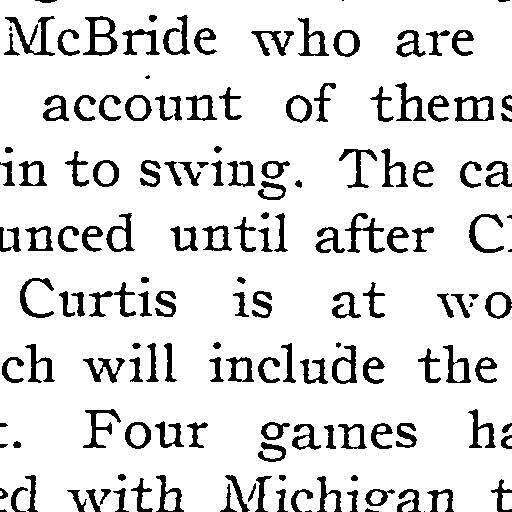 McBride who are
account of thems
in to swing. The ca
unced until after Ch
Curtis is at wo
ch will include the
t. Four games ha
ed with Michigan t